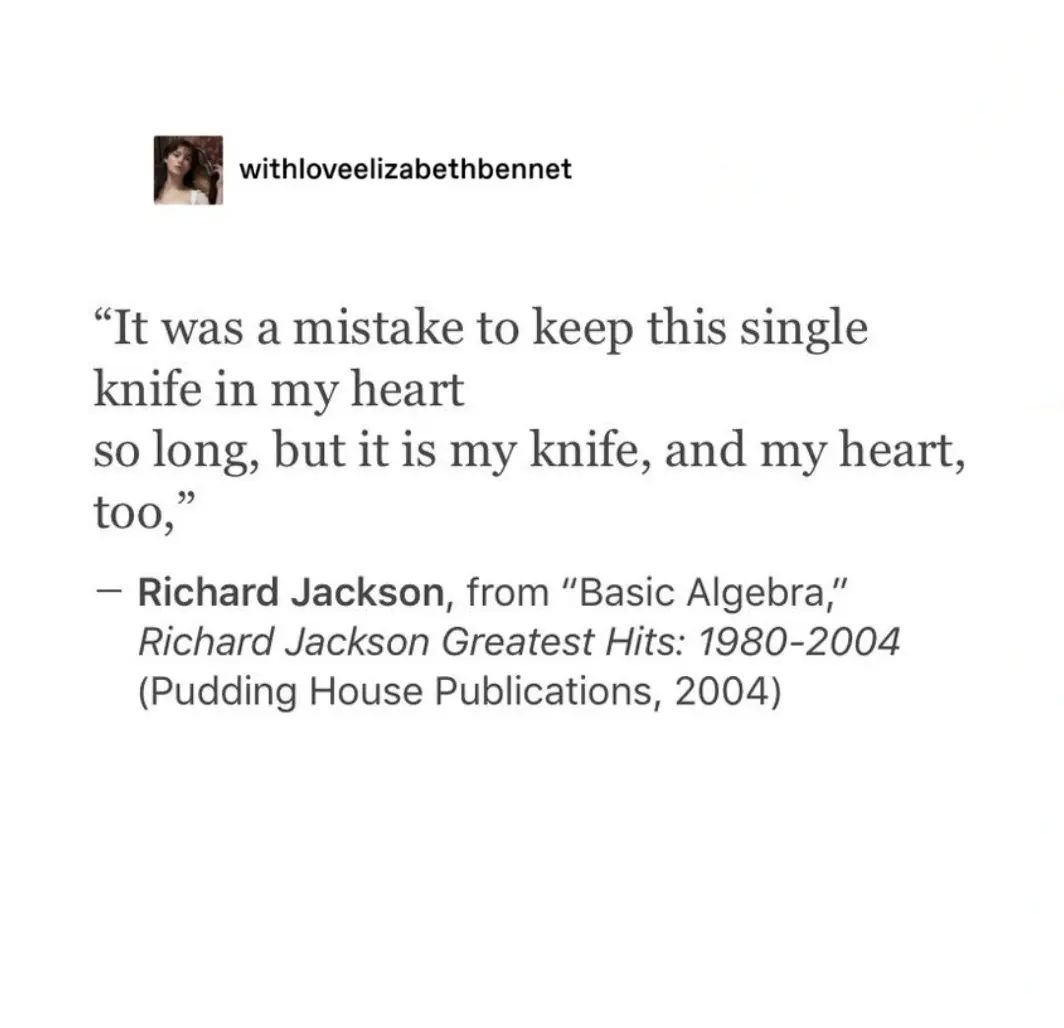 withloveelizabethbennet
“It was a mistake to keep this single
knife in my heart
so long, but it is my knife, and my heart,
too,”
— Richard Jackson, from “Basic Algebra,”
Richard Jackson Greatest Hits: 1980-2004
(Pudding House Publications, 2004)